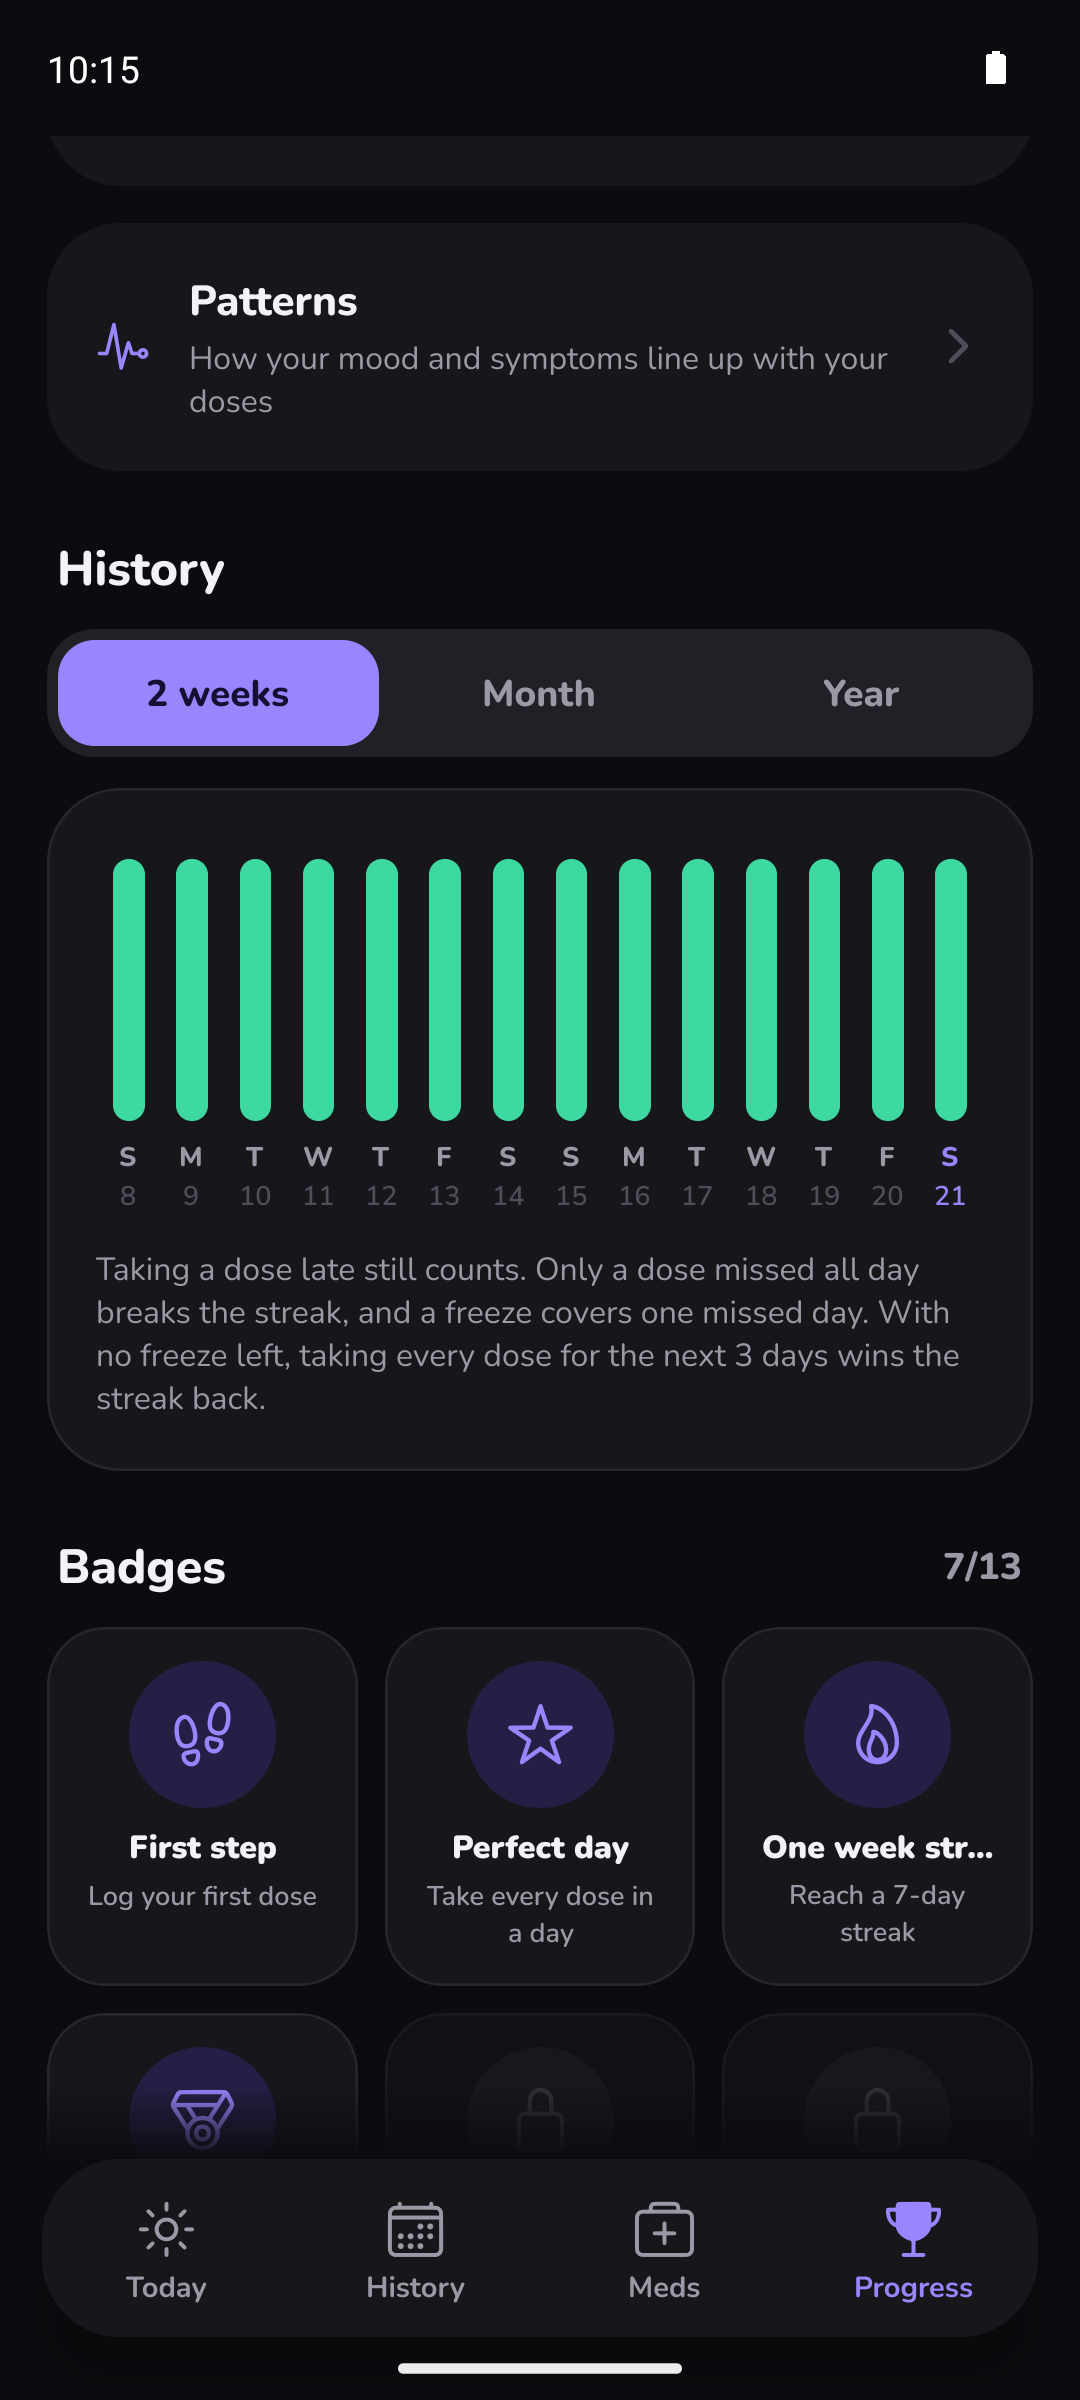 10:15
Patterns
How your mood and symptoms line up with your
doses
History
2 weeks Month Year
S M T W T F S S M T W T F S
8 9 10 11 12 13 14 15 16 17 18 19 20 21
Taking a dose late still counts. Only a dose missed all day
breaks the streak, and a freeze covers one missed day. With
no freeze left, taking every dose for the next 3 days wins the
streak back.
Badges 7/13
First step Perfect day One week str...
Log your first dose Take every dose in Reach a 7-day
a day streak
Today History Meds Progress